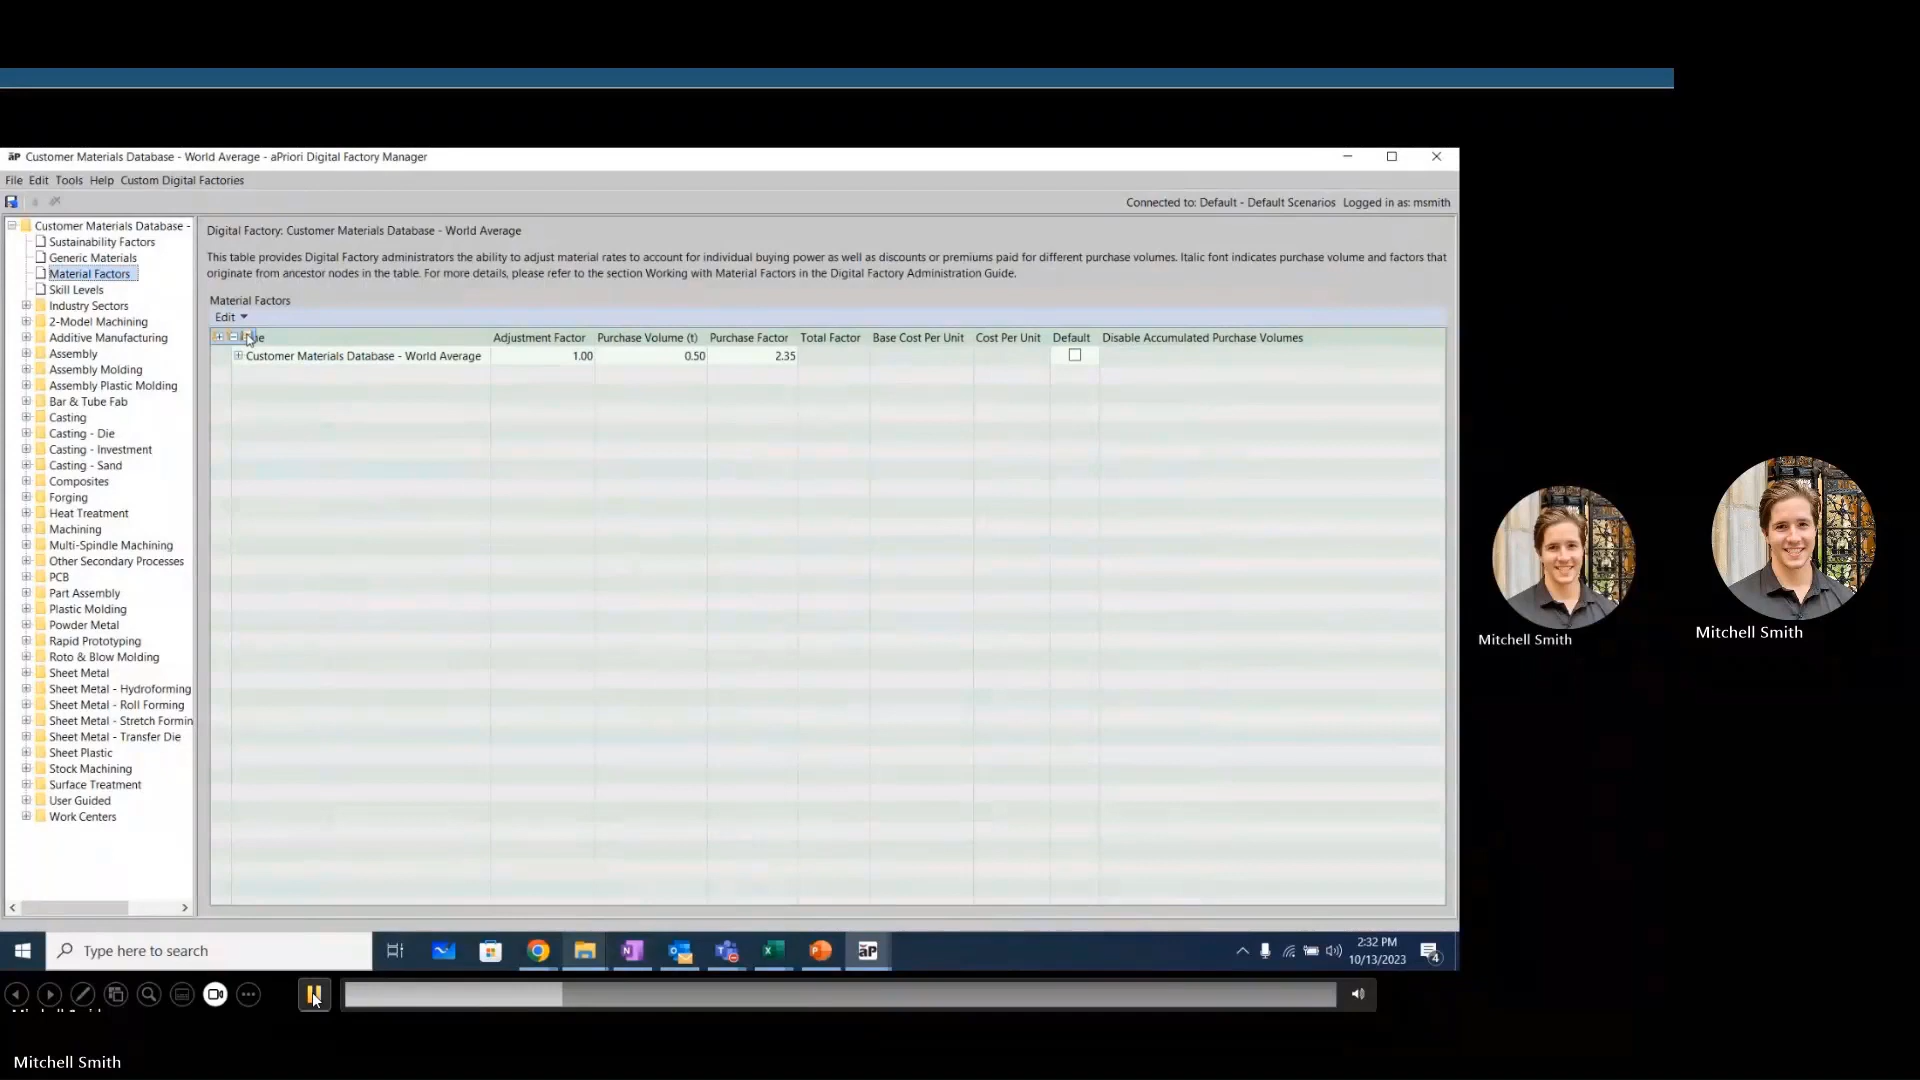 äP Customer Materials Database - World Average - aPriori Digital Factory Manager
File Edit Tools Help Custom Digital Factories
Connected to: Default - Default Scenarios Logged in as: msmith
Customer Materials Database -
Sustainability Factors
Generic Materials
Material Factors
Skill Levels
Industry Sectors
2-Model Machining
Additive Manufacturing
Assembly
Assembly Molding
Assembly Plastic Molding
Bar & Tube Fab
Casting
Casting - Die
Casting - Investment
Casting - Sand
Composites
Forging
Heat Treatment
Machining
Multi-Spindle Machining
Other Secondary Processes
PCB
Part Assembly
Plastic Molding
Powder Metal
Rapid Prototyping
Roto & Blow Molding
Sheet Metal
Sheet Metal - Hydroforming
Sheet Metal - Roll Forming
Sheet Metal - Stretch Formin
Sheet Metal - Transfer Die
Sheet Plastic
Stock Machining
Surface Treatment
User Guided
Work Centers
Digital Factory: Customer Materials Database - World Average
This table provides Digital Factory administrators the ability to adjust material rates to account for individual buying power as well as discounts or premiums paid for different purchase volumes. Italic font indicates purchase volume and factors that
originate from ancestor nodes in the table. For more details, please refer to the section Working with Material Factors in the Digital Factory Administration Guide.
Material Factors
Edit
Adjustment Factor Purchase Volume (t) Purchase Factor Total Factor Base Cost Per Unit Cost Per Unit Default Disable Accumulated Purchase Volumes
Customer Materials Database - World Average 1.00 0.50 2.35
Mitchell Smith
Mitchell Smith
Type here to search
äP
2:32 PM
10/13/2023
4
Mitchell Smith